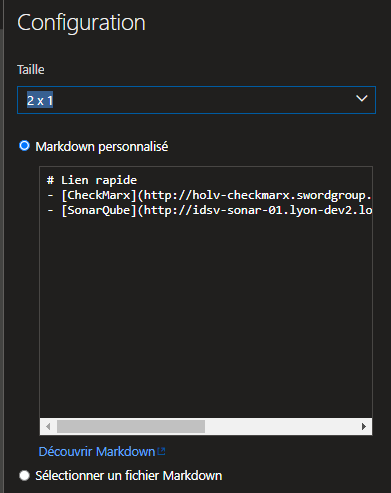 Configuration
Taille
2 x 1
Markdown personnalisé
# Lien rapide
- [CheckMarx](http://holv-checkmarx.swordgroup.
- [SonarQube](http://idsv-sonar-01.lyon-dev2.lo
Découvrir Markdown
Sélectionner un fichier Markdown